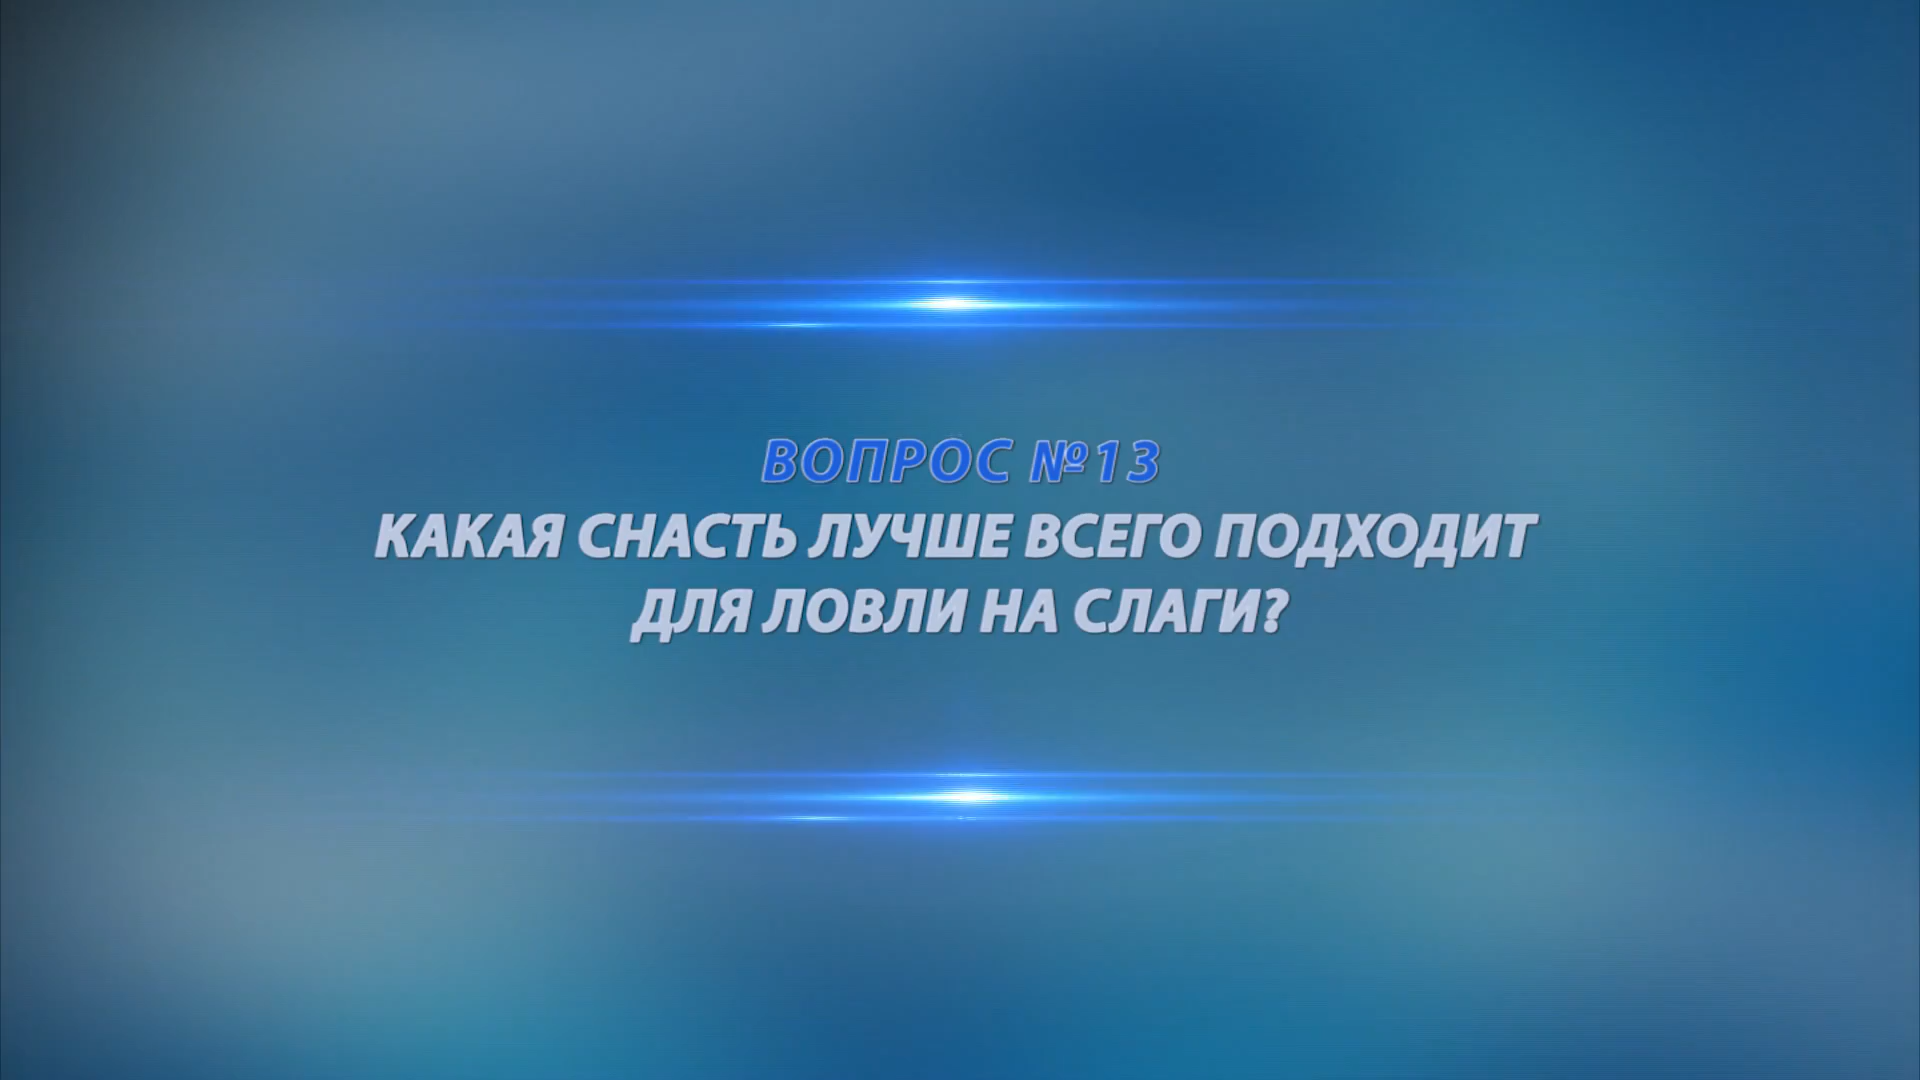 ВОПРОС №13
КАКАЯ СНАСТЬ ЛУЧШЕ ВСЕГО ПОДХОДИТ
ДЛЯ ЛОВЛИ НА СЛАГИ?